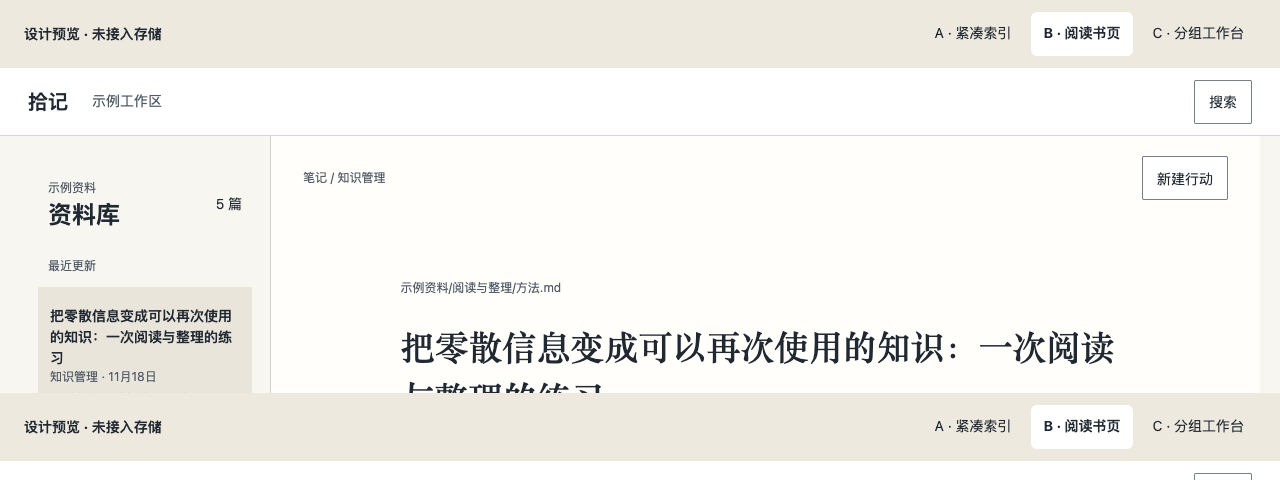 设计预览 · 未接入存储
A · 紧凑索引
B · 阅读书页
C · 分组工作台
拾记
示例工作区
搜索
示例资料
资料库
5 篇
最近更新
把零散信息变成可以再次使用
的知识：一次阅读与整理的练
习
知识管理 · 11月18日
笔记 / 知识管理
新建行动
示例资料/阅读与整理/方法.md
把零散信息变成可以再次使用的知识：一次阅读
与整理的练习
设计预览 · 未接入存储
A · 紧凑索引
B · 阅读书页
C · 分组工作台